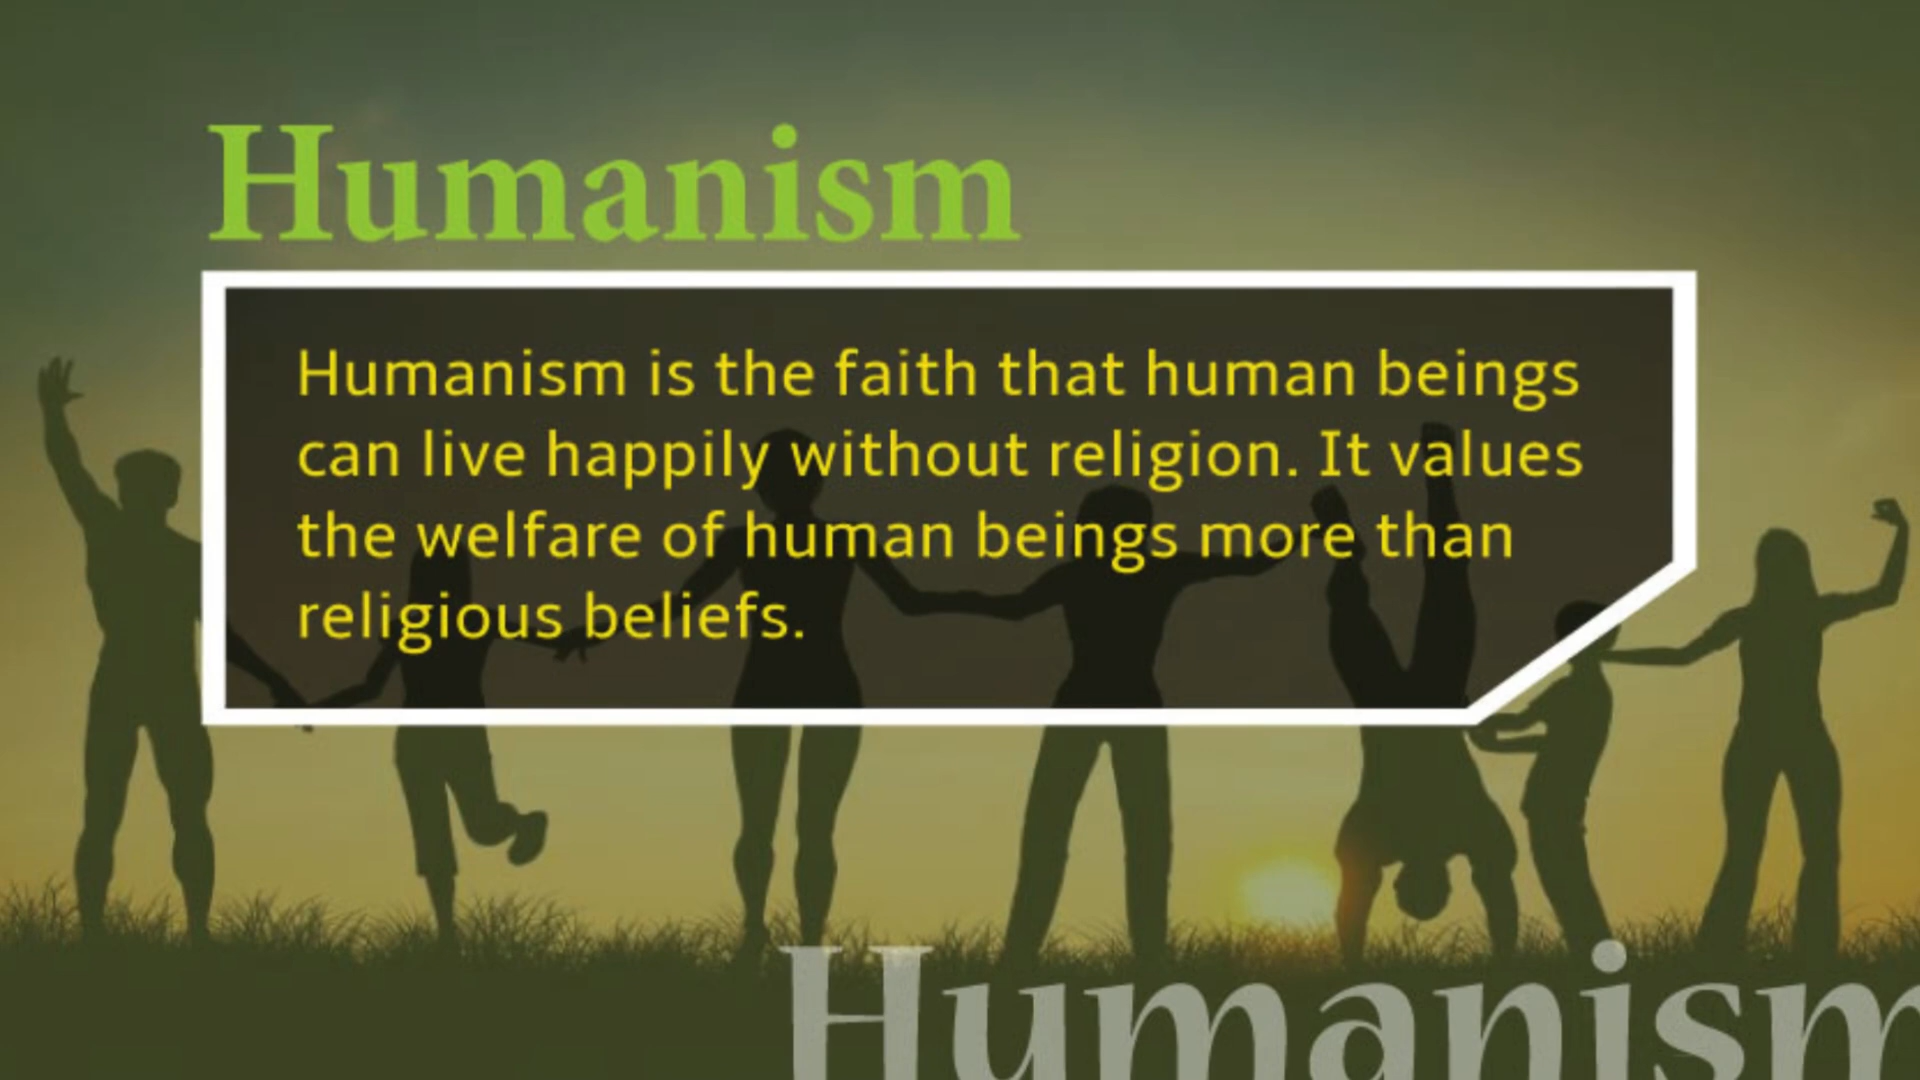 Humanism
Humanism is the faith that human beings
can live happily without religion. It values
the welfare of human beings more than
religious beliefs.
Humanism